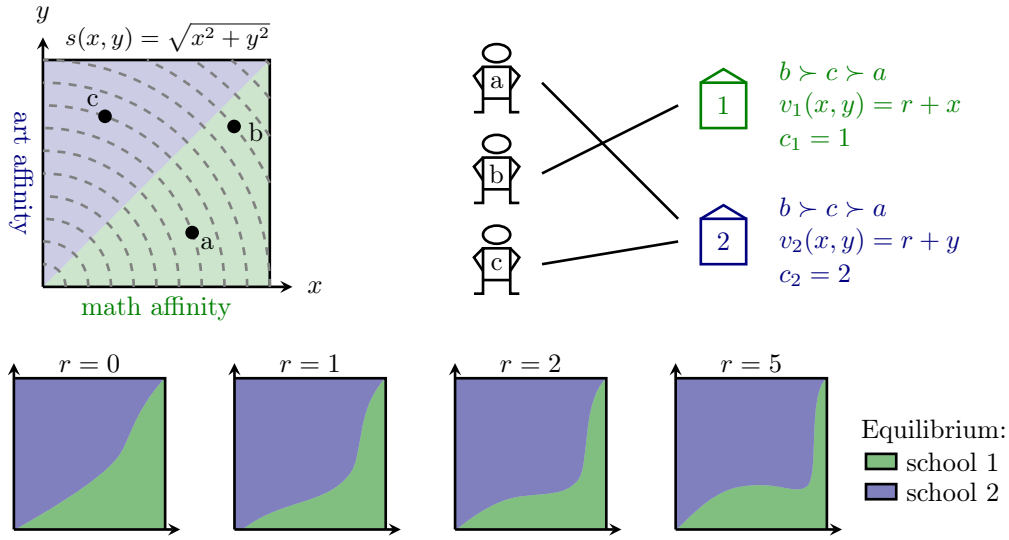 y
s(x, y) = √(x² + y²)
c
b
a
art affinity
x
math affinity
a
b
c
1
b ≻ c ≻ a
v₁(x, y) = r + x
c₁ = 1
2
b ≻ c ≻ a
v₂(x, y) = r + y
c₂ = 2
r = 0
r = 1
r = 2
r = 5
Equilibrium:
school 1
school 2